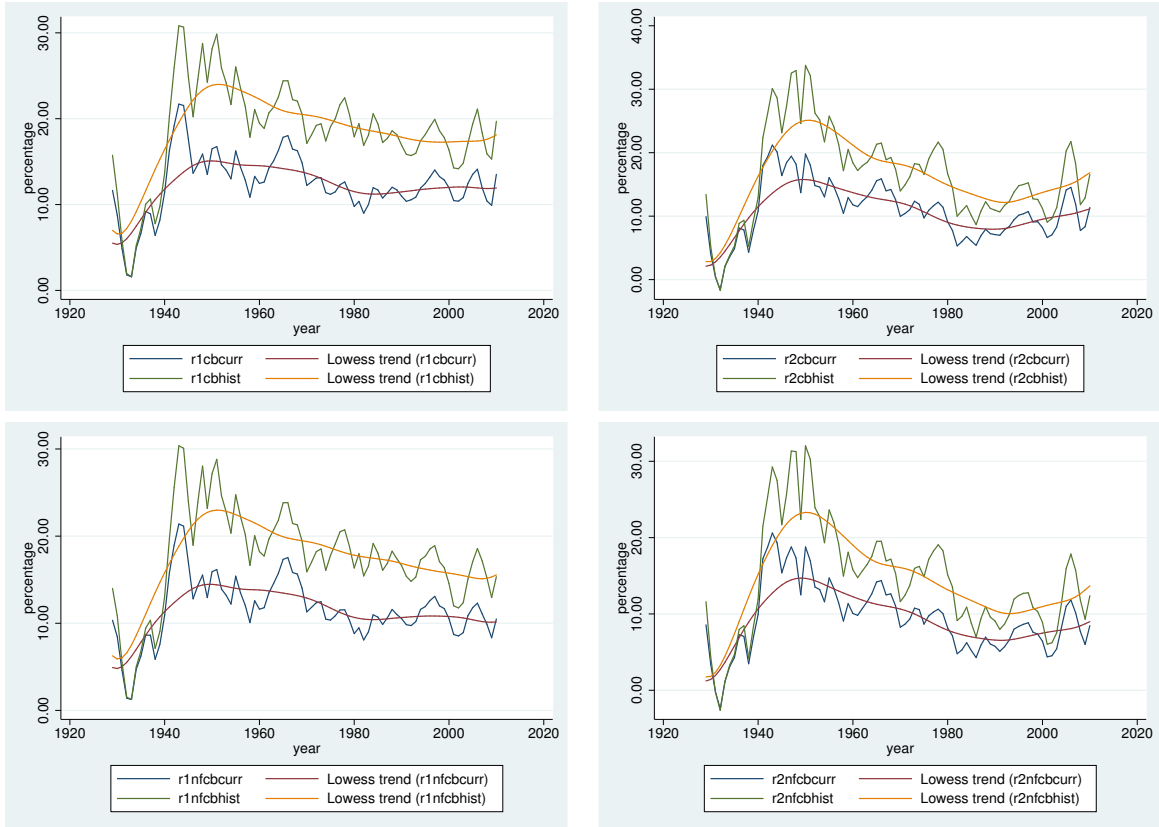 percentage
0.00 10.00 20.00 30.00
1920 1940 1960 1980 2000 2020
year
r1cbcurr Lowess trend (r1cbcurr)
r1cbhist Lowess trend (r1cbhist)
percentage
0.00 10.00 20.00 30.00 40.00
1920 1940 1960 1980 2000 2020
year
r2cbcurr Lowess trend (r2cbcurr)
r2cbhist Lowess trend (r2cbhist)
percentage
0.00 10.00 20.00 30.00
1920 1940 1960 1980 2000 2020
year
r1nfcbcurr Lowess trend (r1nfcbcurr)
r1nfcbhist Lowess trend (r1nfcbhist)
percentage
0.00 10.00 20.00 30.00
1920 1940 1960 1980 2000 2020
year
r2nfcbcurr Lowess trend (r2nfcbcurr)
r2nfcbhist Lowess trend (r2nfcbhist)